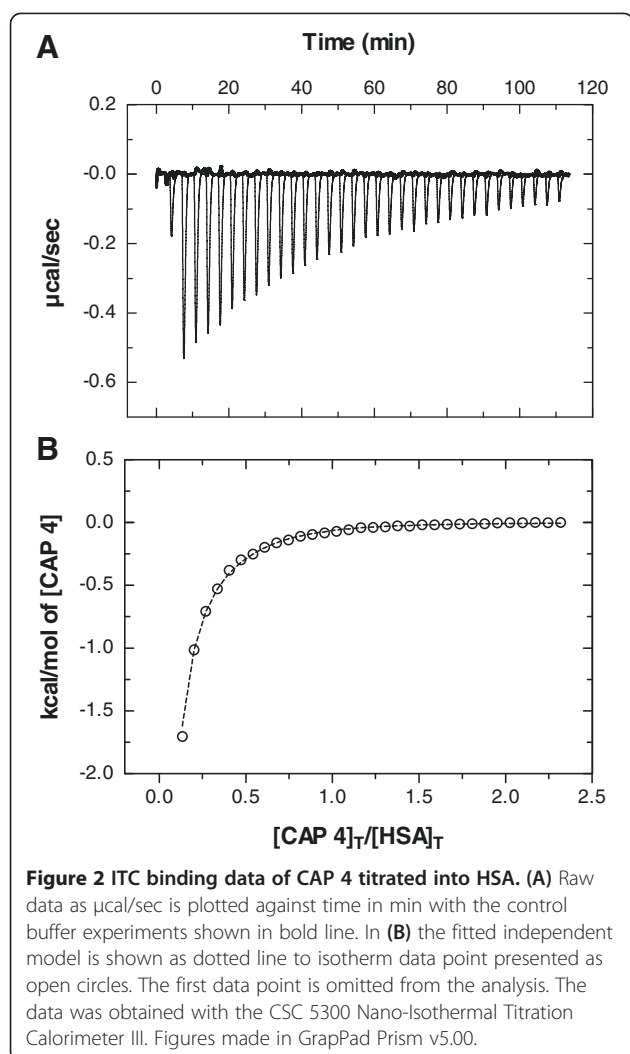 A
Time (min)
0 20 40 60 80 100 120
0.2
-0.0
-0.2
-0.4
-0.6
µcal/sec
B
0.5
0.0
-0.5
-1.0
-1.5
-2.0
kcal/mol of [CAP 4]
0.0 0.5 1.0 1.5 2.0 2.5
[CAP 4]T/[HSA]T
Figure 2 ITC binding data of CAP 4 titrated into HSA. (A) Raw
data as µcal/sec is plotted against time in min with the control
buffer experiments shown in bold line. In (B) the fitted independent
model is shown as dotted line to isotherm data point presented as
open circles. The first data point is omitted from the analysis. The
data was obtained with the CSC 5300 Nano-Isothermal Titration
Calorimeter III. Figures made in GrapPad Prism v5.00.